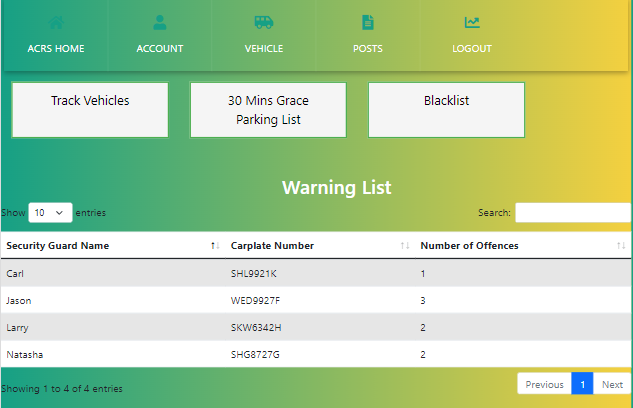 ACRS HOME ACCOUNT VEHICLE POSTS LOGOUT
Track Vehicles 30 Mins Grace Blacklist
Parking List
Warning List
Show 10 entries Search:
Security Guard Name Carplate Number Number of Offences
Carl SHL9921K 1
Jason WED9927F 3
Larry SKW6342H 2
Natasha SHG8727G 2
Showing 1 to 4 of 4 entries Previous 1 Next